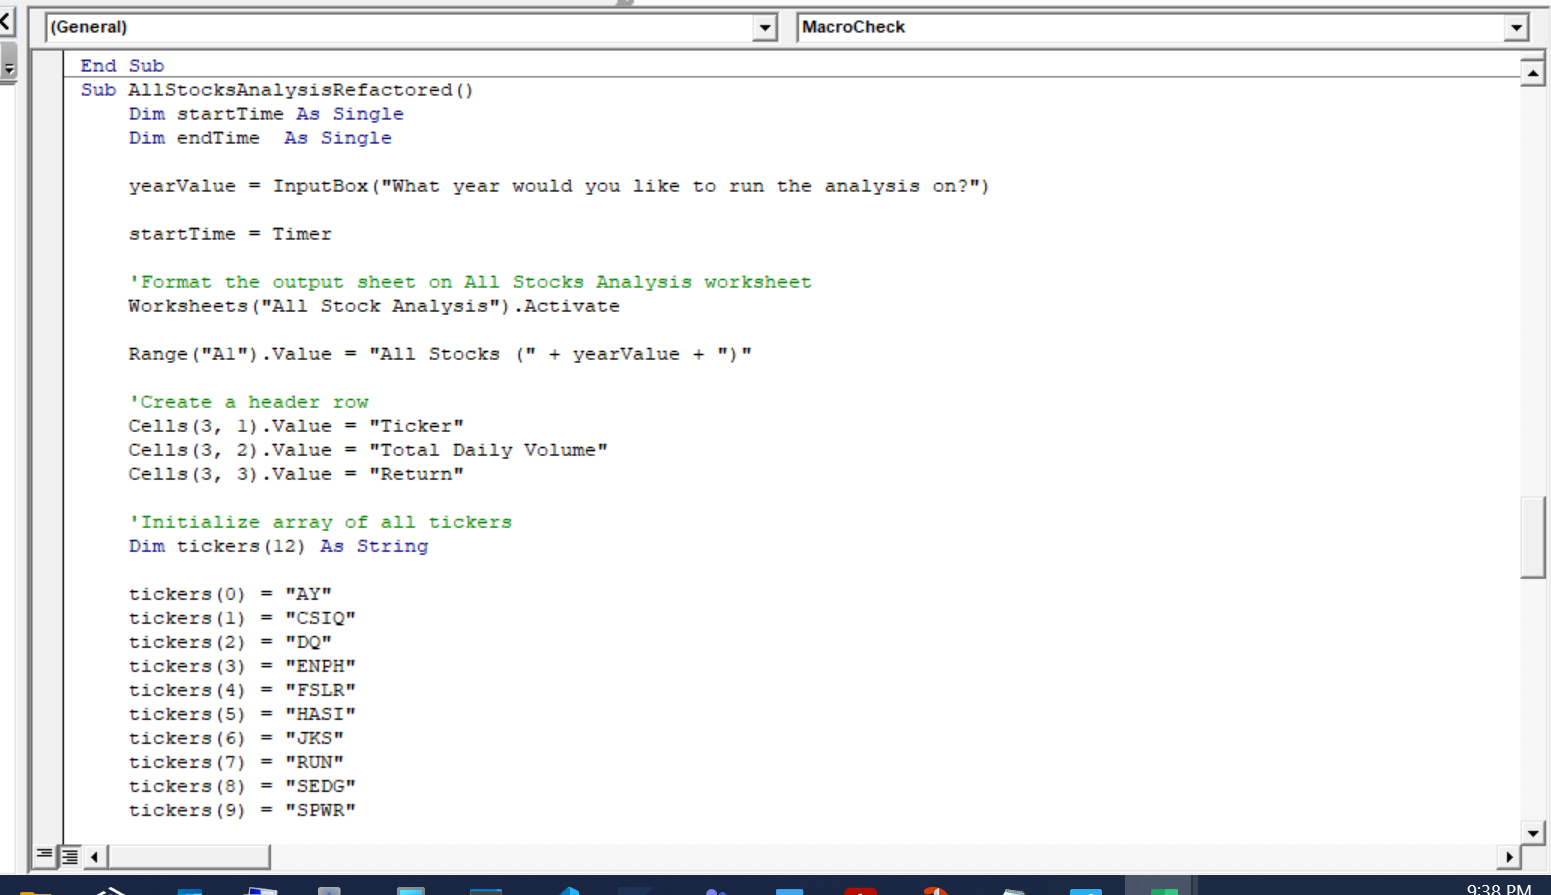 (General)
MacroCheck
End Sub
Sub AllStocksAnalysisRefactored()
Dim startTime As Single
Dim endTime  As Single
yearValue = InputBox("What year would you like to run the analysis on?")
startTime = Timer
'Format the output sheet on All Stocks Analysis worksheet
Worksheets("All Stock Analysis").Activate
Range("A1").Value = "All Stocks (" + yearValue + ")"
'Create a header row
Cells(3, 1).Value = "Ticker"
Cells(3, 2).Value = "Total Daily Volume"
Cells(3, 3).Value = "Return"
'Initialize array of all tickers
Dim tickers(12) As String
tickers(0) = "AY"
tickers(1) = "CSIQ"
tickers(2) = "DQ"
tickers(3) = "ENPH"
tickers(4) = "FSLR"
tickers(5) = "HASI"
tickers(6) = "JKS"
tickers(7) = "RUN"
tickers(8) = "SEDG"
tickers(9) = "SPWR"
9:38 PM